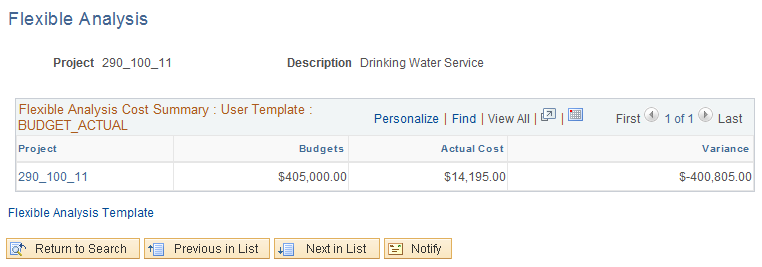 Flexible Analysis
Project 290_100_11 Description Drinking Water Service
Flexible Analysis Cost Summary : User Template :
BUDGET_ACTUAL
Personalize | Find | View All | | First 1 of 1 Last
Project Budgets Actual Cost Variance
290_100_11 $405,000.00 $14,195.00 $-400,805.00
Flexible Analysis Template
Return to Search Previous in List Next in List Notify